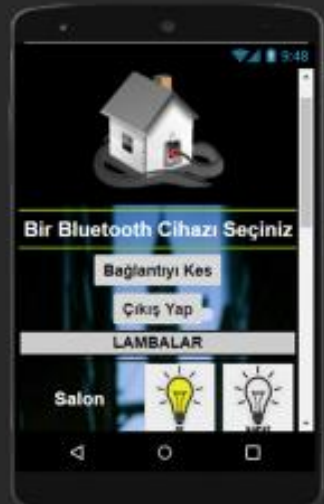 9:48
Bir Bluetooth Cihazı Seçiniz
Bağlantıyı Kes
Çıkış Yap
LAMBALAR
Salon